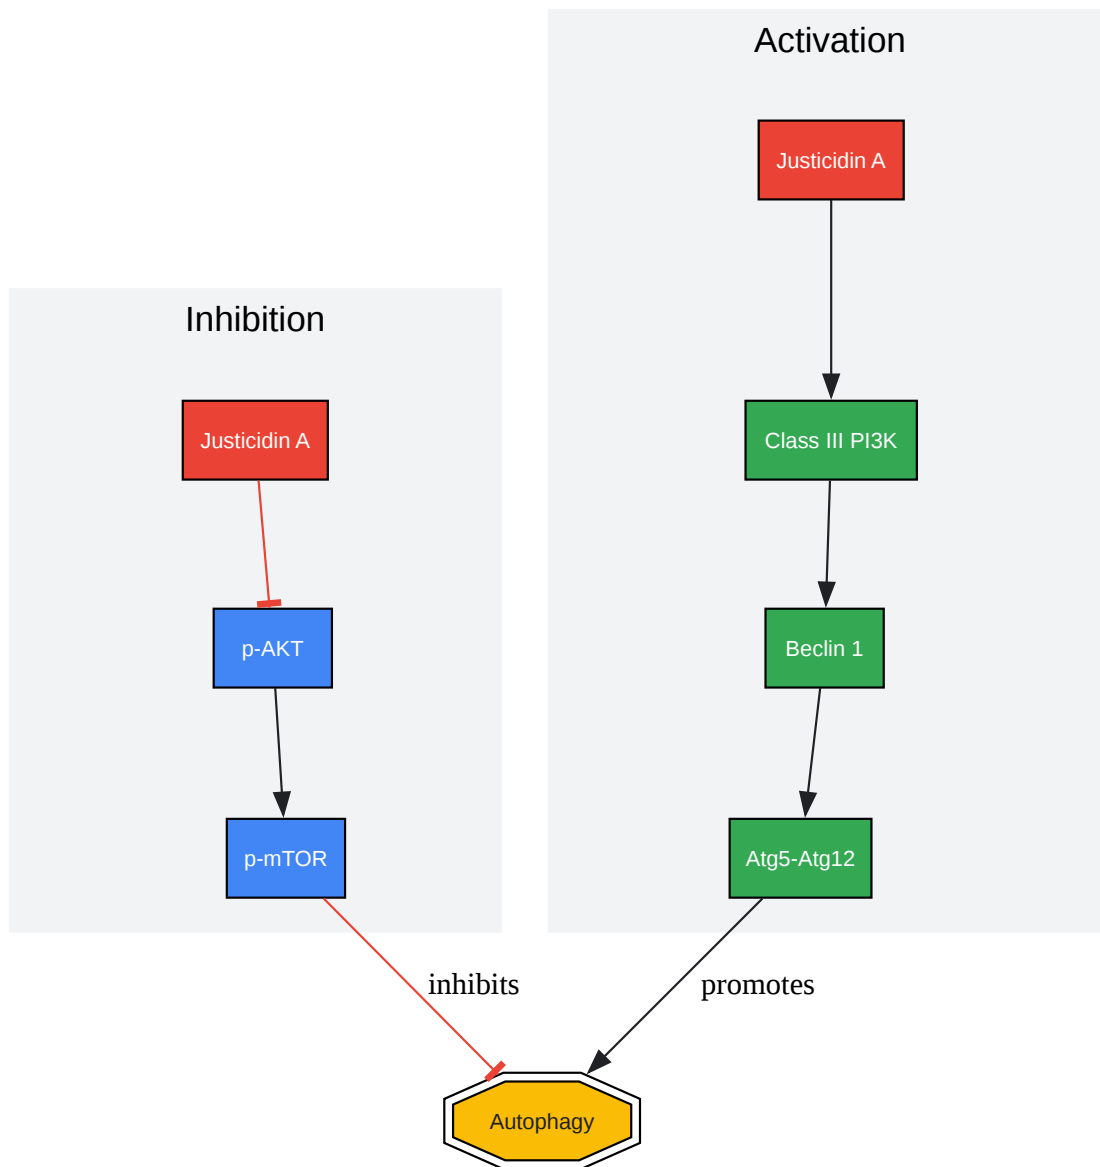 Activation
Justicidin A
Inhibition
Justicidin A
Class III PI3K
p-AKT
Beclin 1
p-mTOR
Atg5-Atg12
inhibits
promotes
Autophagy